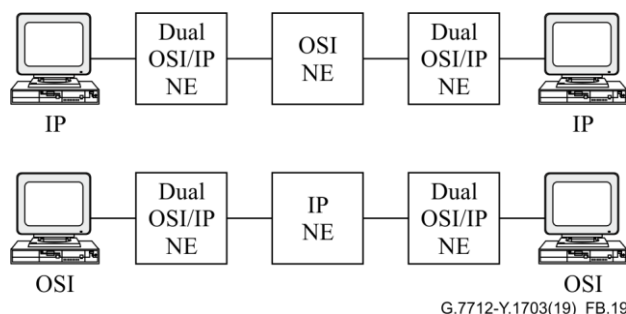 Dual
OSI/IP
NE
OSI
NE
Dual
OSI/IP
NE
IP
IP
Dual
OSI/IP
NE
IP
NE
Dual
OSI/IP
NE
OSI
OSI
G.7712-Y.1703(19)_FB.19